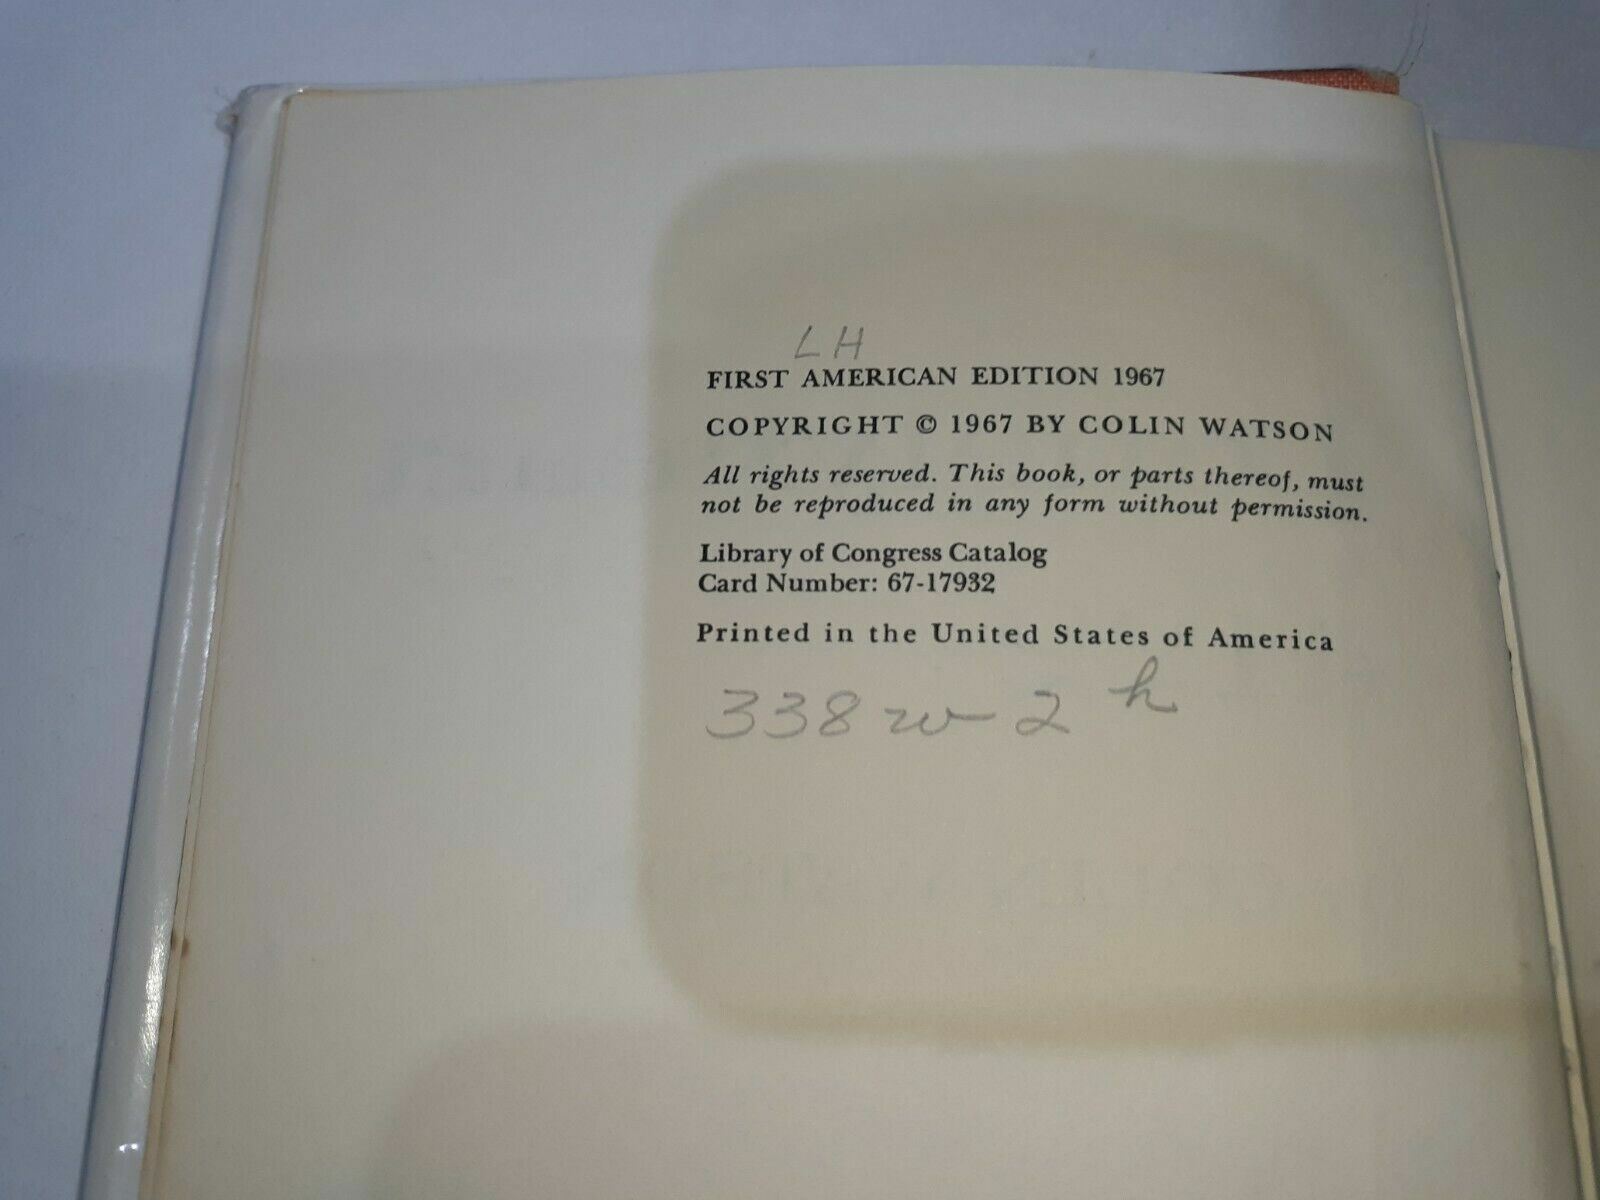 LH
FIRST AMERICAN EDITION 1967
COPYRIGHT © 1967 BY COLIN WATSON
All rights reserved. This book, or parts thereof, must
not be reproduced in any form without permission.
Library of Congress Catalog
Card Number: 67-17932
Printed in the United States of America
338w-2 h